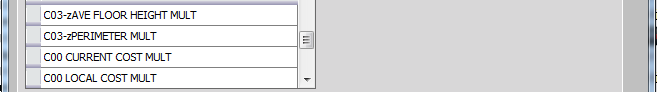 C03-zAVE FLOOR HEIGHT MULT
C03-zPERIMETER MULT
C00 CURRENT COST MULT
C00 LOCAL COST MULT